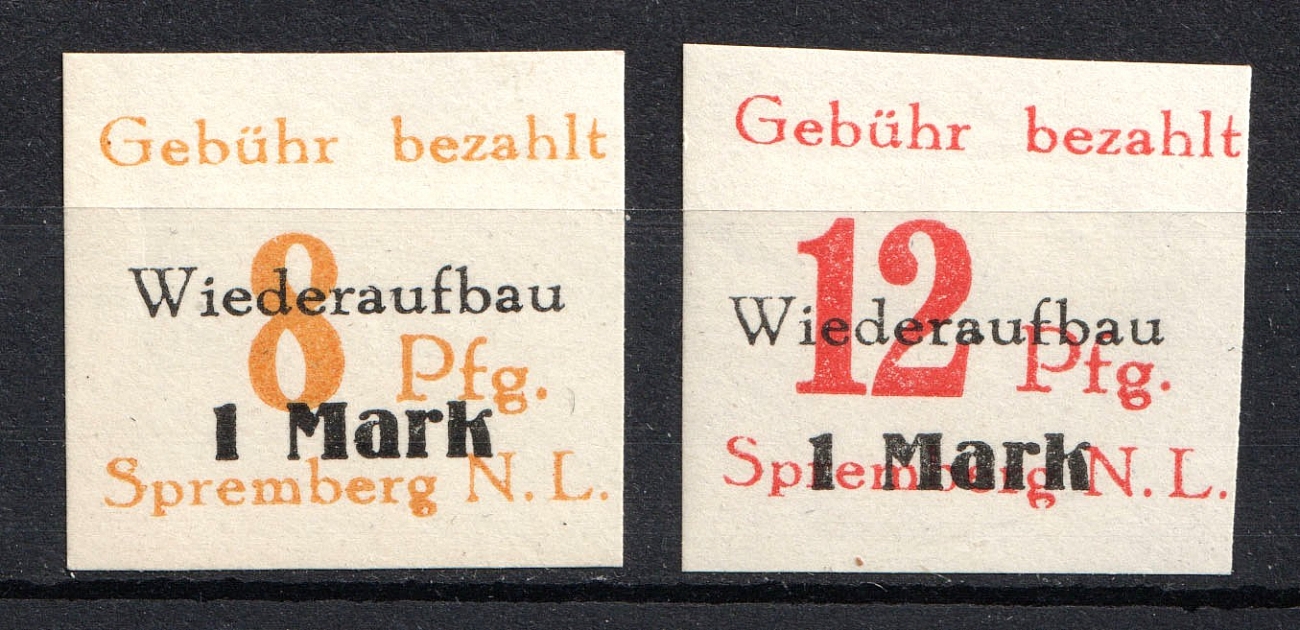 Gebühr bezahlt
8 Pfg.
Wiederaufbau
1 Mark
Spremberg N. L.
Gebühr bezahlt
12 Pfg.
Wiederaufbau
1 Mark
Spremberg N. L.